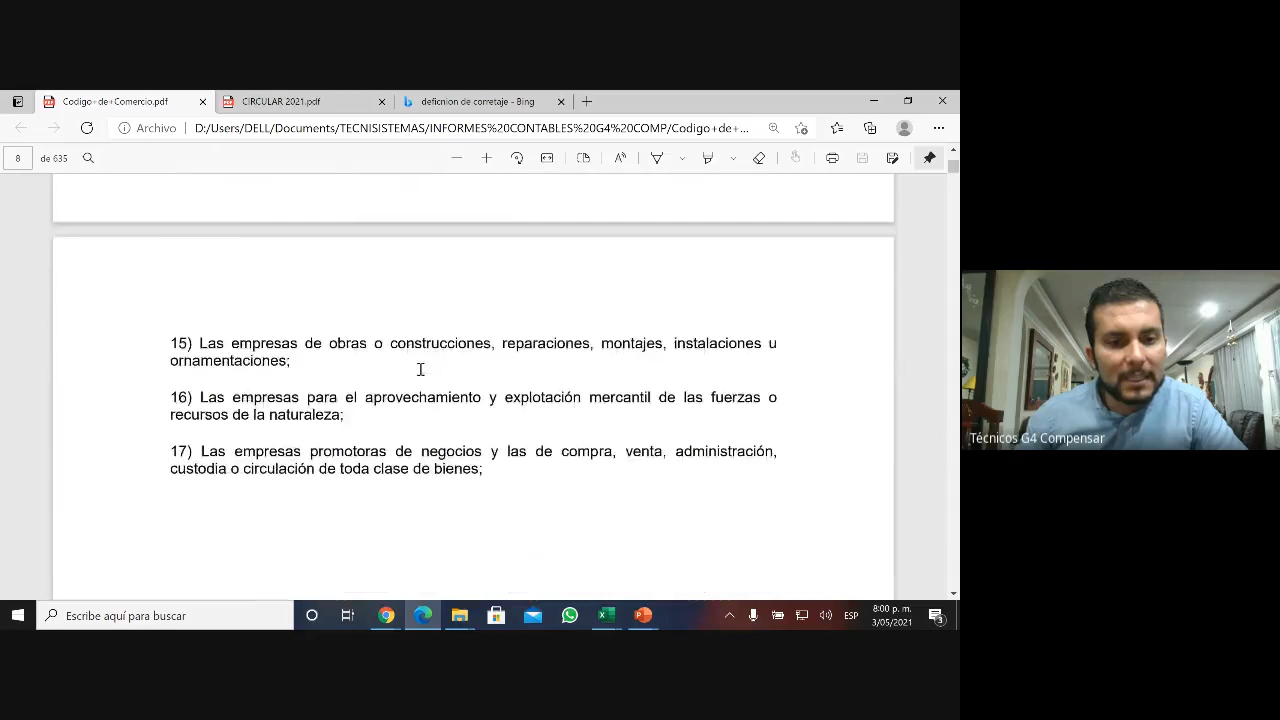 Codigo+de+Comercio.pdf
CIRCULAR 2021.pdf
deficnion de corretaje - Bing
Archivo
D:/Users/DELL/Documents/TECNISISTEMAS/INFORMES%20CONTABLES%20G4%20COMP/Codigo+de+...
8
de 635
15) Las empresas de obras o construcciones, reparaciones, montajes, instalaciones u
ornamentaciones;
16) Las empresas para el aprovechamiento y explotación mercantil de las fuerzas o
recursos de la naturaleza;
17) Las empresas promotoras de negocios y las de compra, venta, administración,
custodia o circulación de toda clase de bienes;
Técnicos G4 Compensar
Escribe aquí para buscar
ESP
8:00 p. m.
3/05/2021
3